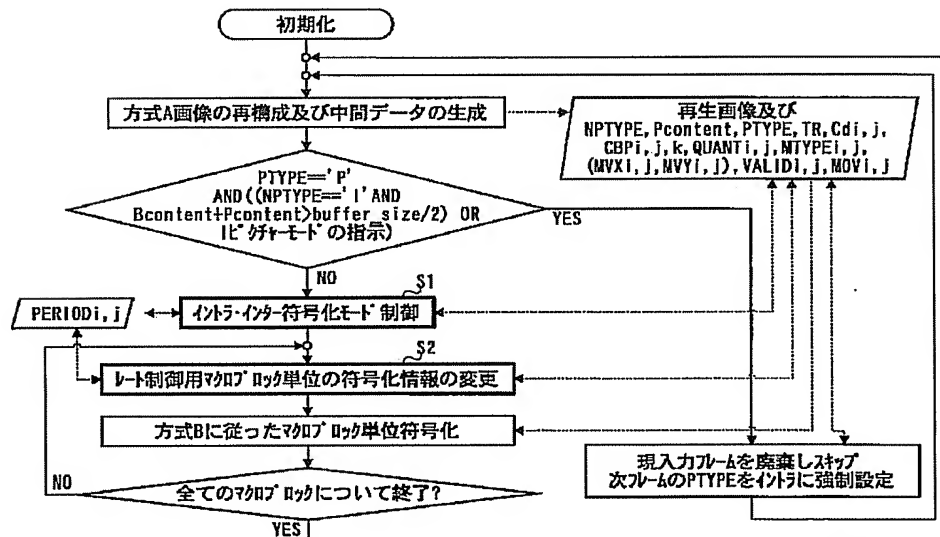 初期化
方式A画像の再構成及び中間データの生成
再生画像及び
NPTYPE,Pcontent,PTYPE,TR,Cdi,j,
CBPi,j,k,QUANTi,j,MTYPEi,j,
(MVXi,j,MVYi,j),VALIDi,j,MOVi,j
PTYPE=='P'
AND((NPTYPE=='I'AND
Bcontent+Pcontent>buffer_size/2) OR
Iピクチャーモードの指示)
YES
NO
S1
PERIODi,j
イントラ・インター符号化モード制御
S2
レート制御用マクロブロック単位の符号化情報の変更
方式Bに従ったマクロブロック単位符号化
現入力フレームを廃棄しスキップ
次フレームのPTYPEをイントラに強制設定
NO
全てのマクロブロックについて終了?
YES